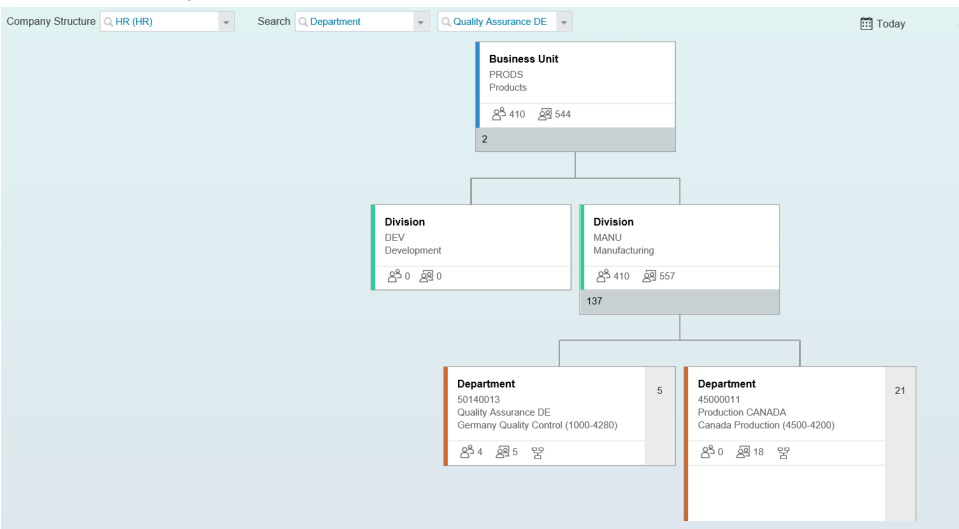 Company Structure HR (HR) Search Department Quality Assurance DE Today
Business Unit
PRODS
Products
410 544
2
Division
DEV
Development
0 0
Division
MANU
Manufacturing
410 557
137
Department
50140013
Quality Assurance DE
Germany Quality Control (1000-4280)
4 5
5
Department
45000011
Production CANADA
Canada Production (4500-4200)
0 18
21